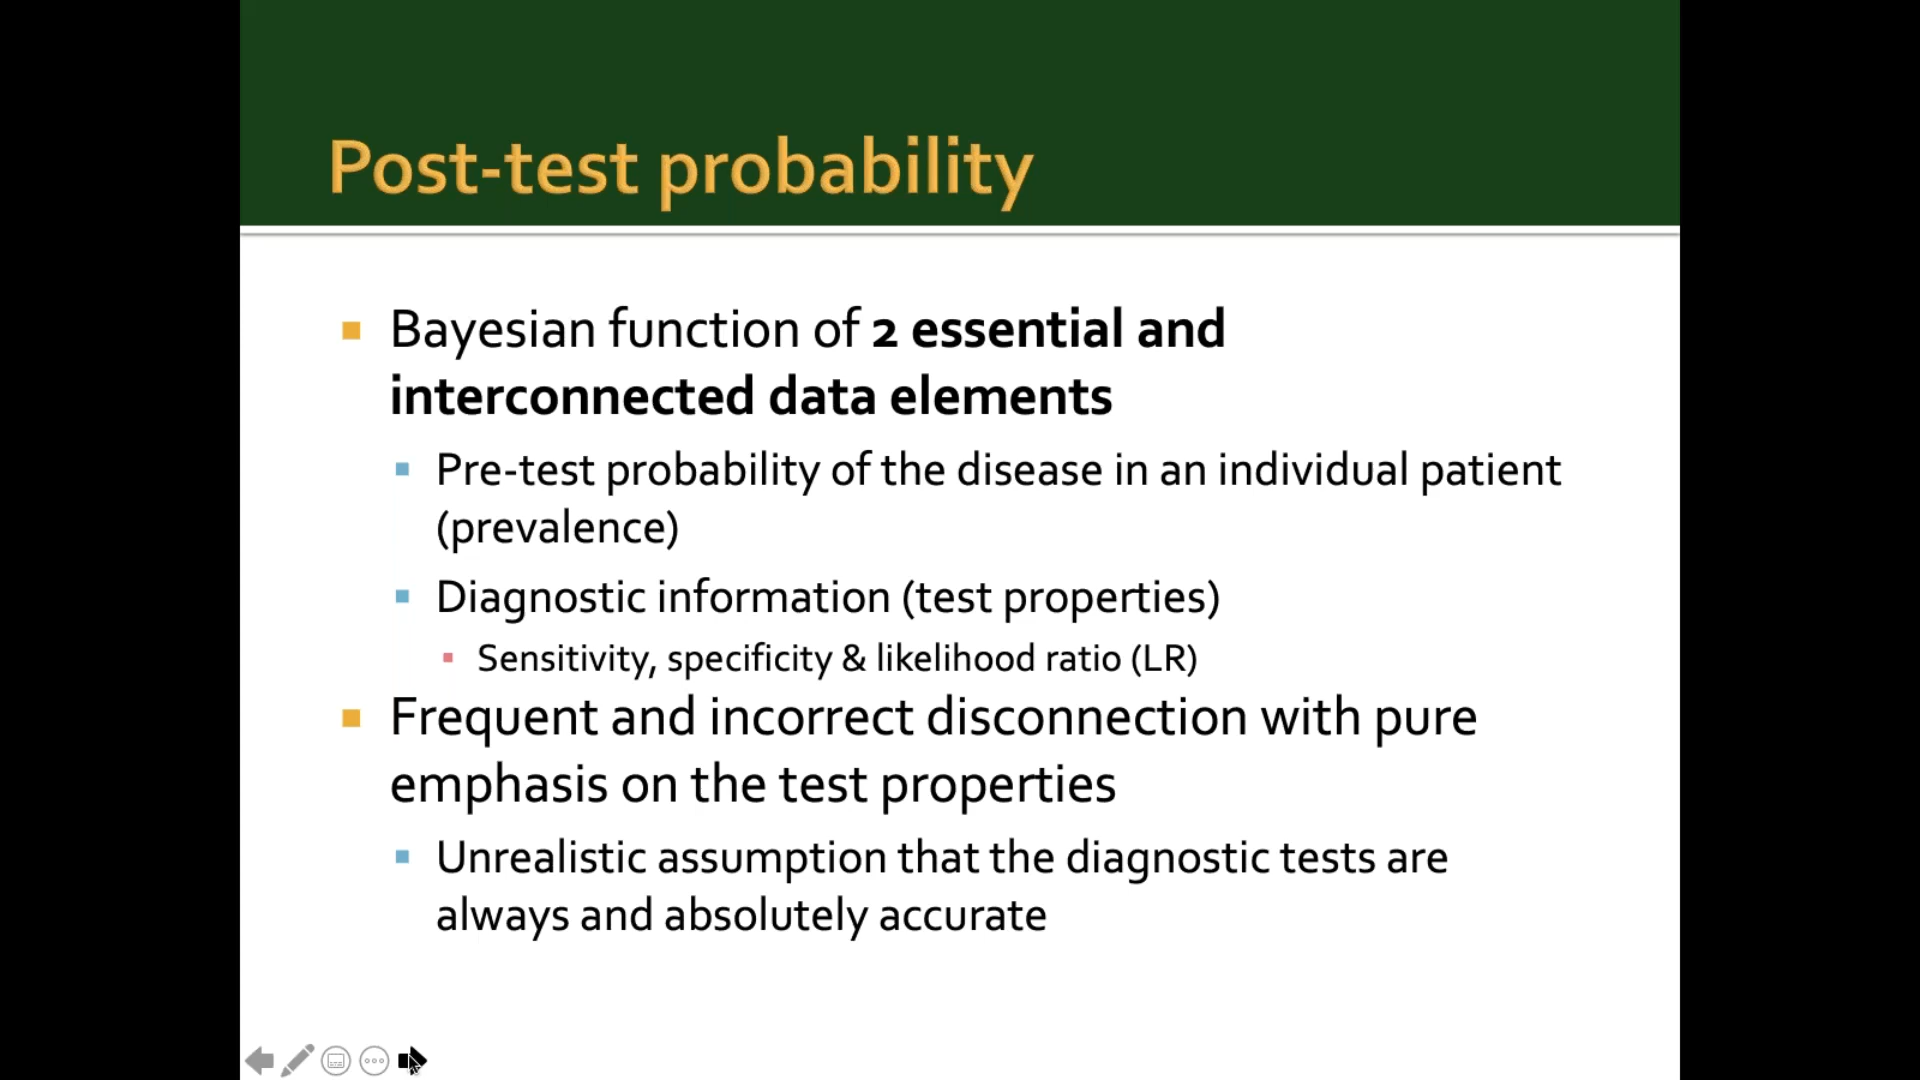 Post-test probability
Bayesian function of 2 essential and
interconnected data elements
Pre-test probability of the disease in an individual patient
(prevalence)
Diagnostic information (test properties)
Sensitivity, specificity & likelihood ratio (LR)
Frequent and incorrect disconnection with pure
emphasis on the test properties
Unrealistic assumption that the diagnostic tests are
always and absolutely accurate